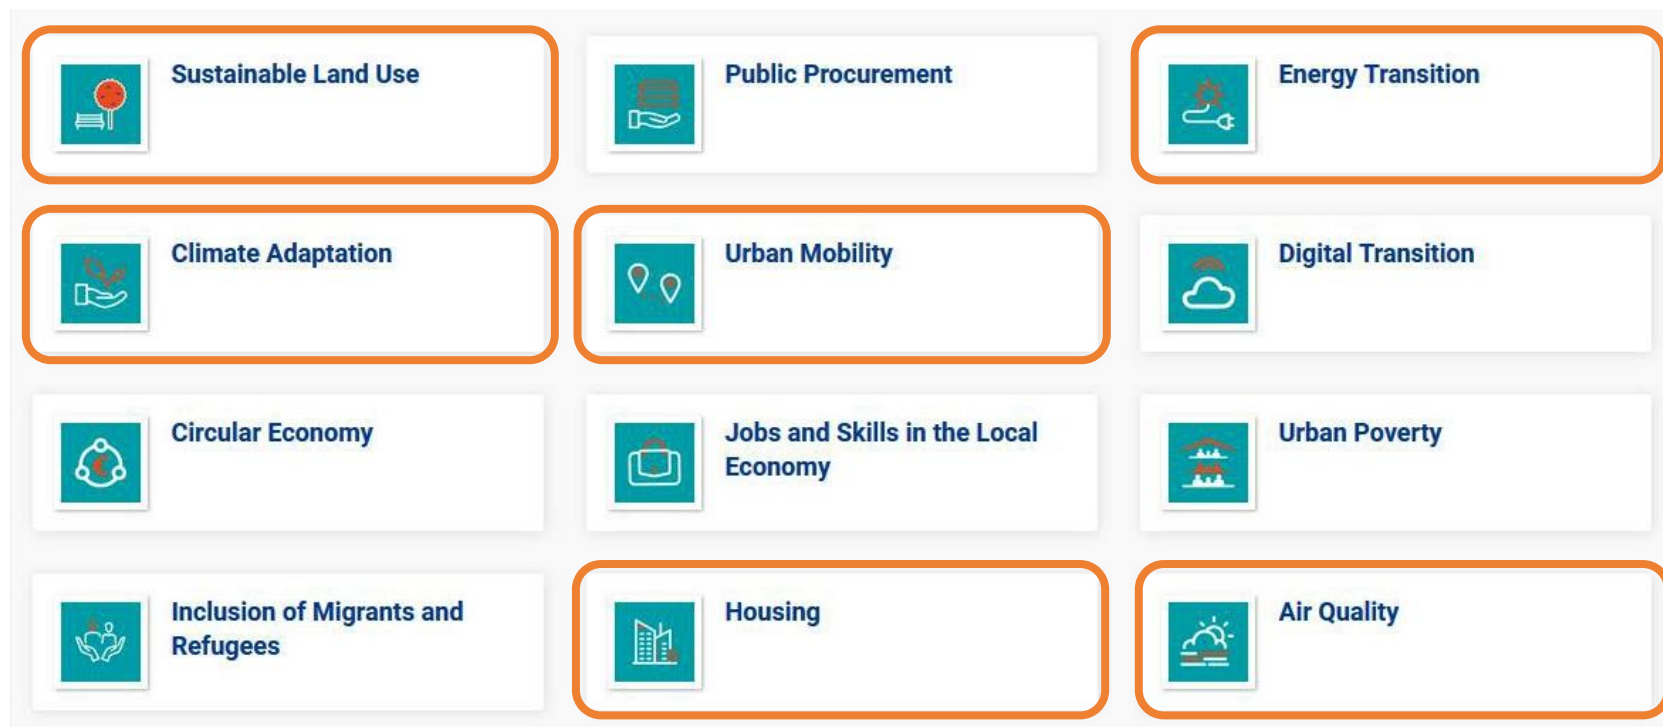 Sustainable Land Use
Public Procurement
Energy Transition
Climate Adaptation
Urban Mobility
Digital Transition
Circular Economy
Jobs and Skills in the Local
Economy
Urban Poverty
Inclusion of Migrants and
Refugees
Housing
Air Quality